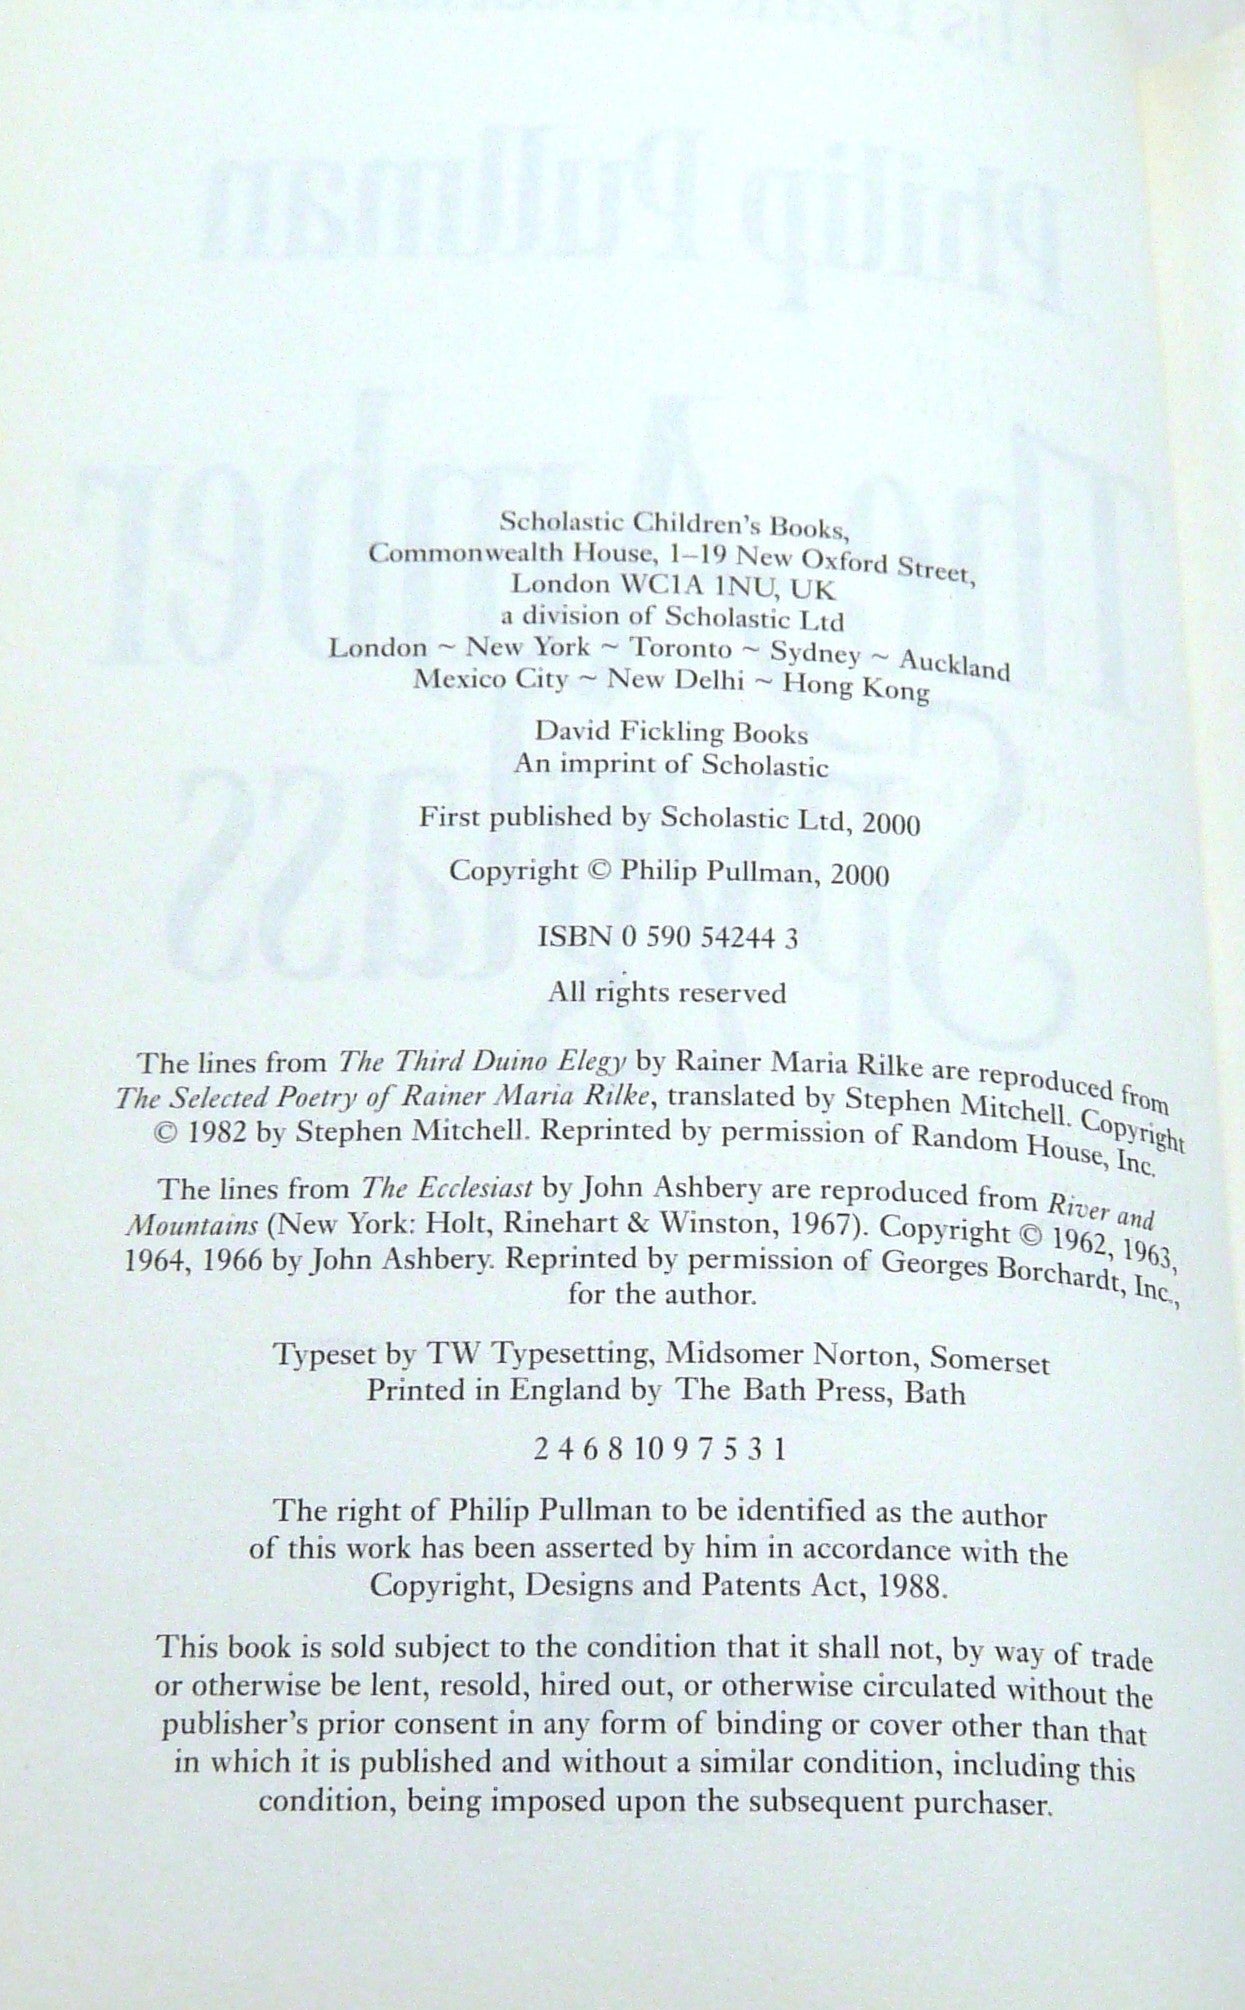 Scholastic Children's Books,
Commonwealth House, 1–19 New Oxford Street,
London WC1A 1NU, UK
a division of Scholastic Ltd
London ~ New York ~ Toronto ~ Sydney ~ Auckland
Mexico City ~ New Delhi ~ Hong Kong
David Fickling Books
An imprint of Scholastic
First published by Scholastic Ltd, 2000
Copyright © Philip Pullman, 2000
ISBN 0 590 54244 3
All rights reserved
The lines from The Third Duino Elegy by Rainer Maria Rilke are reproduced from
The Selected Poetry of Rainer Maria Rilke, translated by Stephen Mitchell. Copyright
© 1982 by Stephen Mitchell. Reprinted by permission of Random House, Inc.
The lines from The Ecclesiast by John Ashbery are reproduced from River and
Mountains (New York: Holt, Rinehart & Winston, 1967). Copyright © 1962, 1963,
1964, 1966 by John Ashbery. Reprinted by permission of Georges Borchardt, Inc.,
for the author.
Typeset by TW Typesetting, Midsomer Norton, Somerset
Printed in England by The Bath Press, Bath
2 4 6 8 10 9 7 5 3 1
The right of Philip Pullman to be identified as the author
of this work has been asserted by him in accordance with the
Copyright, Designs and Patents Act, 1988.
This book is sold subject to the condition that it shall not, by way of trade
or otherwise be lent, resold, hired out, or otherwise circulated without the
publisher's prior consent in any form of binding or cover other than that
in which it is published and without a similar condition, including this
condition, being imposed upon the subsequent purchaser.